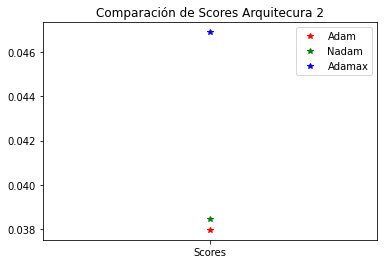 Comparación de Scores Arquitecura 2
Adam
Nadam
Adamax
0.046
0.044
0.042
0.040
0.038
Scores